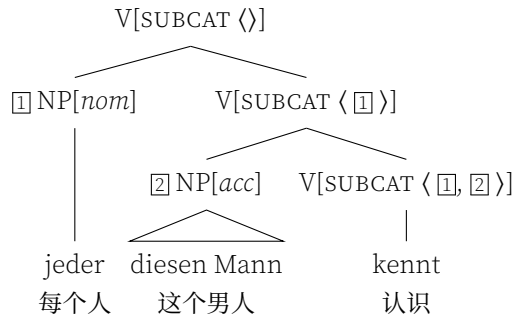 V[SUBCAT ⟨⟩]
1 NP[nom] V[SUBCAT ⟨ 1 ⟩]
2 NP[acc] V[SUBCAT ⟨ 1, 2 ⟩]
jeder diesen Mann kennt
每个人 这个男人 认识